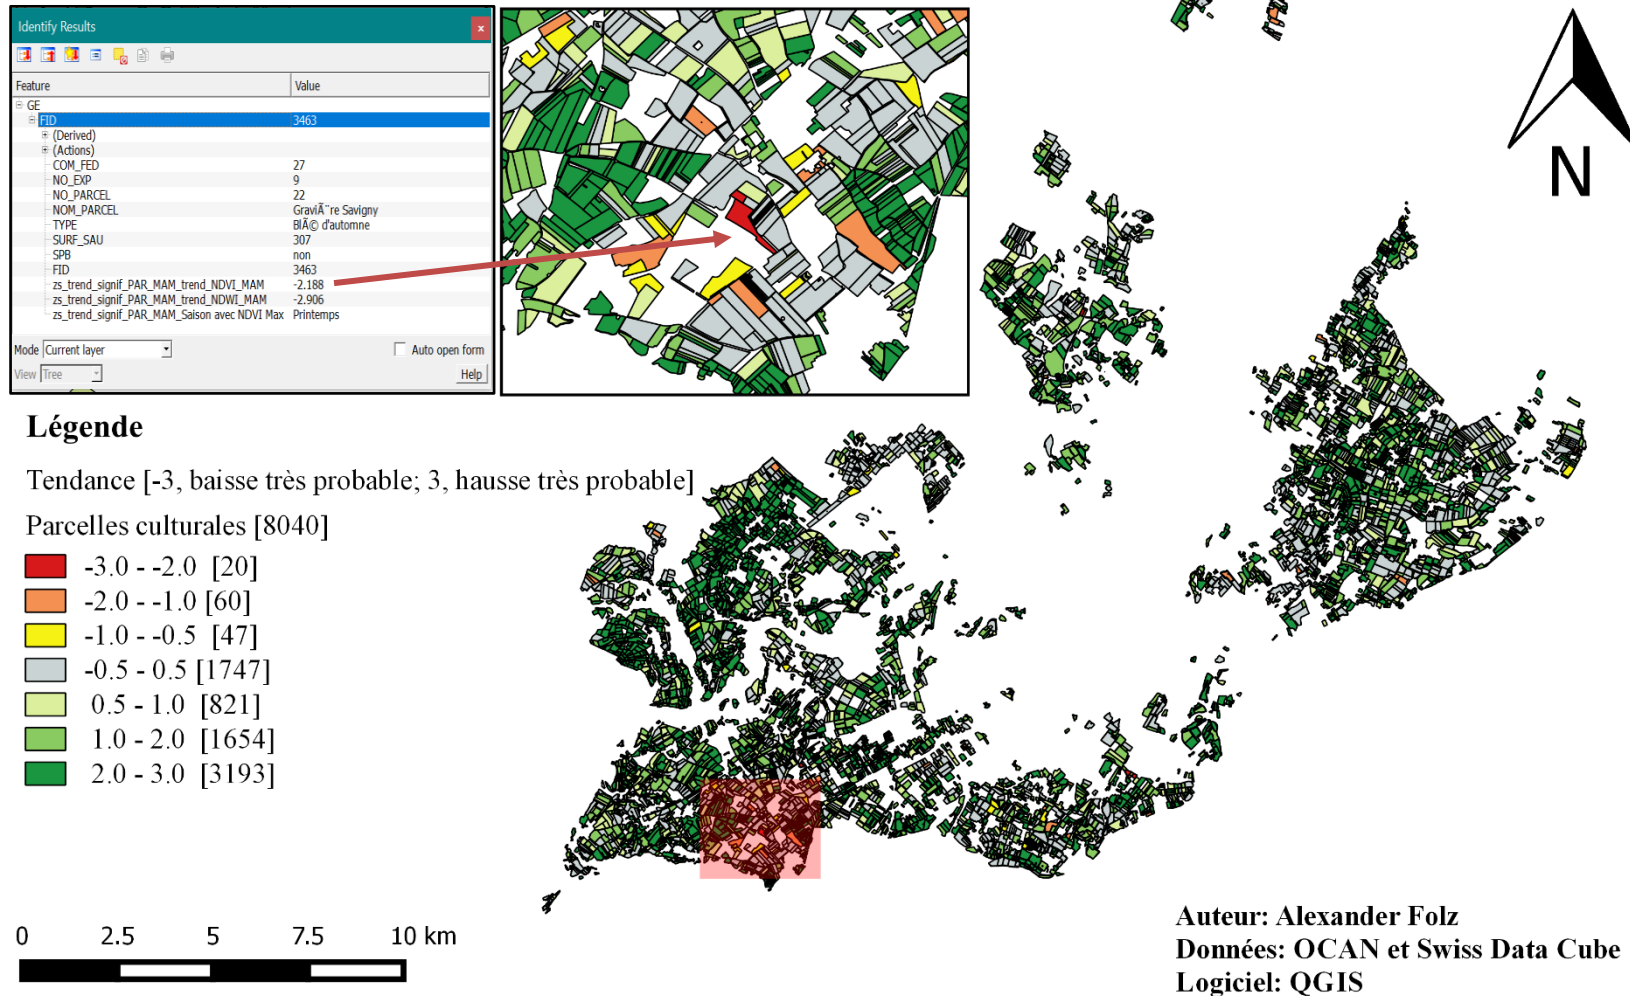 Identify Results
x
Feature Value
GE
FID 3463
(Derived)
(Actions)
COM_FED 27
NO_EXP 9
NO_PARCEL 22
NOM_PARCEL GraviÃ¨re Savigny
TYPE BlÃ© d'automne
SURF_SAU 307
SPB non
FID 3463
zs_trend_signif_PAR_MAM_trend_NDVI_MAM -2.188
zs_trend_signif_PAR_MAM_trend_NDWI_MAM -2.906
zs_trend_signif_PAR_MAM_Saison avec NDVI Max Printemps
Mode Current layer Auto open form
View Tree Help
N
Légende
Tendance [-3, baisse très probable; 3, hausse très probable]
Parcelles culturales [8040]
-3.0 - -2.0 [20]
-2.0 - -1.0 [60]
-1.0 - -0.5 [47]
-0.5 - 0.5 [1747]
0.5 - 1.0 [821]
1.0 - 2.0 [1654]
2.0 - 3.0 [3193]
0 2.5 5 7.5 10 km
Auteur: Alexander Folz
Données: OCAN et Swiss Data Cube
Logiciel: QGIS